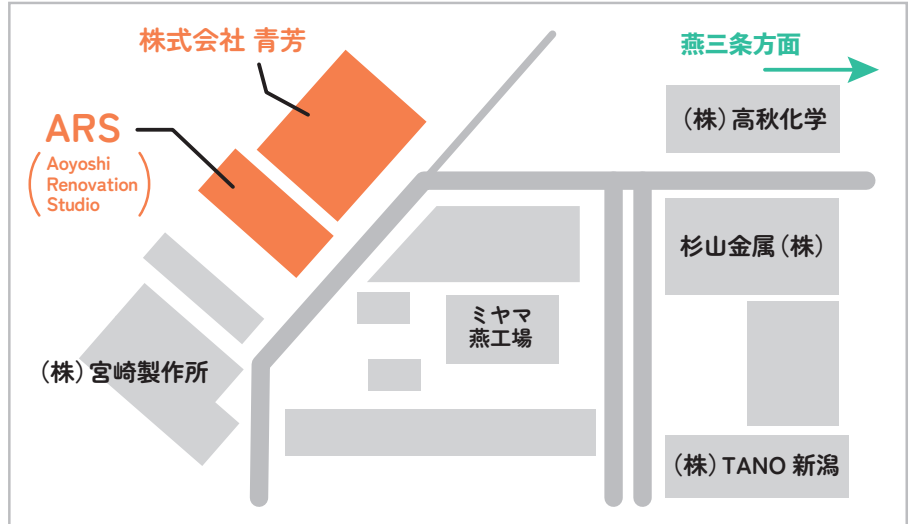 株式会社 青芳
燕三条方面
ARS
(Aoyoshi
Renovation
Studio)
(株)高秋化学
杉山金属(株)
ミヤマ
燕工場
(株)宮崎製作所
(株)TANO 新潟